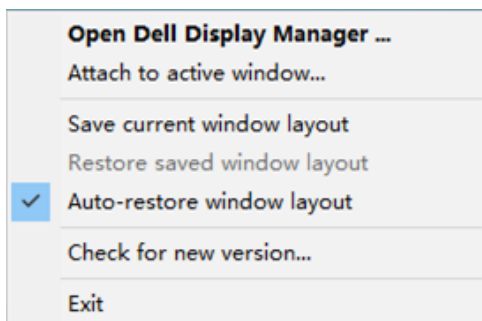 Open Dell Display Manager ...
Attach to active window...
Save current window layout
Restore saved window layout
Auto-restore window layout
Check for new version...
Exit